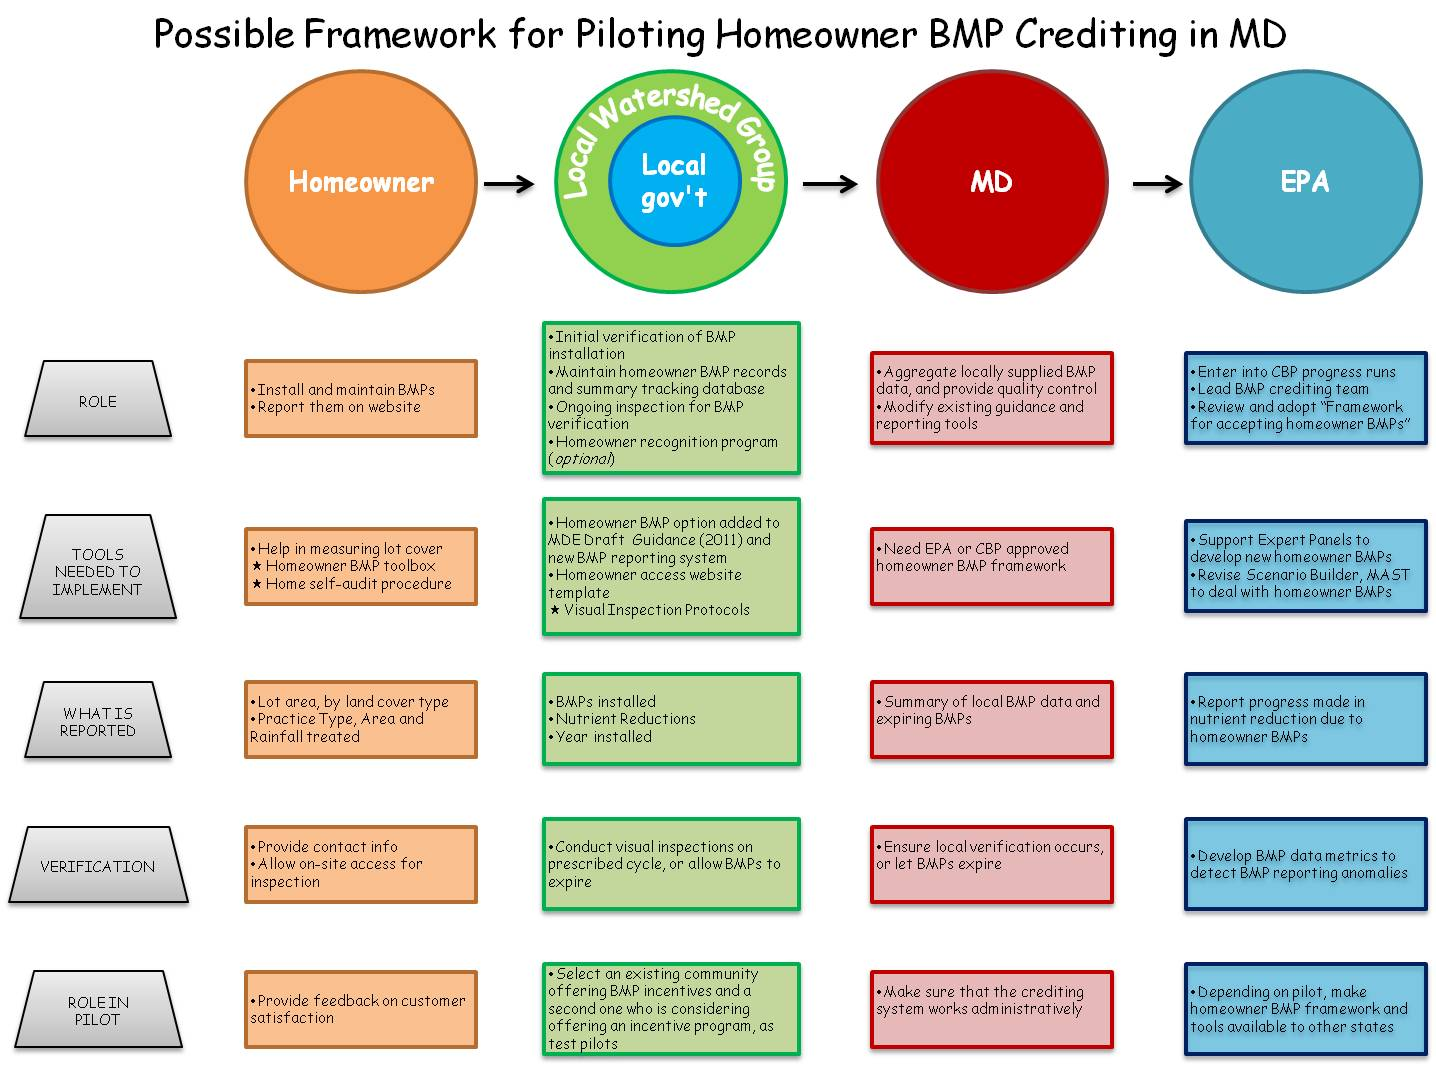 Possible Framework for Piloting Homeowner BMP Crediting in MD
Homeowner
Local Watershed Group
Local
gov't
MD
EPA
ROLE
•Install and maintain BMPs
•Report them on website
•Initial verification of BMP
installation
•Maintain homeowner BMP records
and summary tracking database
•Ongoing inspection for BMP
verification
•Homeowner recognition program
(optional)
•Aggregate locally supplied BMP
data, and provide quality control
•Modify existing guidance and
reporting tools
•Enter into CBP progress runs
•Lead BMP crediting team
•Review and adopt “Framework
for accepting homeowner BMPs”
TOOLS
NEEDED TO
IMPLEMENT
•Help in measuring lot cover
★ Homeowner BMP toolbox
★ Home self-audit procedure
•Homeowner BMP option added to
MDE Draft Guidance (2011) and
new BMP reporting system
•Homeowner access website
template
★ Visual Inspection Protocols
•Need EPA or CBP approved
homeowner BMP framework
•Support Expert Panels to
develop new homeowner BMPs
•Revise Scenario Builder, MAST
to deal with homeowner BMPs
WHAT IS
REPORTED
•Lot area, by land cover type
•Practice Type, Area and
Rainfall treated
•BMPs installed
•Nutrient Reductions
•Year installed
•Summary of local BMP data and
expiring BMPs
•Report progress made in
nutrient reduction due to
homeowner BMPs
VERIFICATION
•Provide contact info
•Allow on-site access for
inspection
•Conduct visual inspections on
prescribed cycle, or allow BMPs to
expire
•Ensure local verification occurs,
or let BMPs expire
•Develop BMP data metrics to
detect BMP reporting anomalies
ROLE IN
PILOT
•Provide feedback on customer
satisfaction
•Select an existing community
offering BMP incentives and a
second one who is considering
offering an incentive program, as
test pilots
•Make sure that the crediting
system works administratively
•Depending on pilot, make
homeowner BMP framework and
tools available to other states